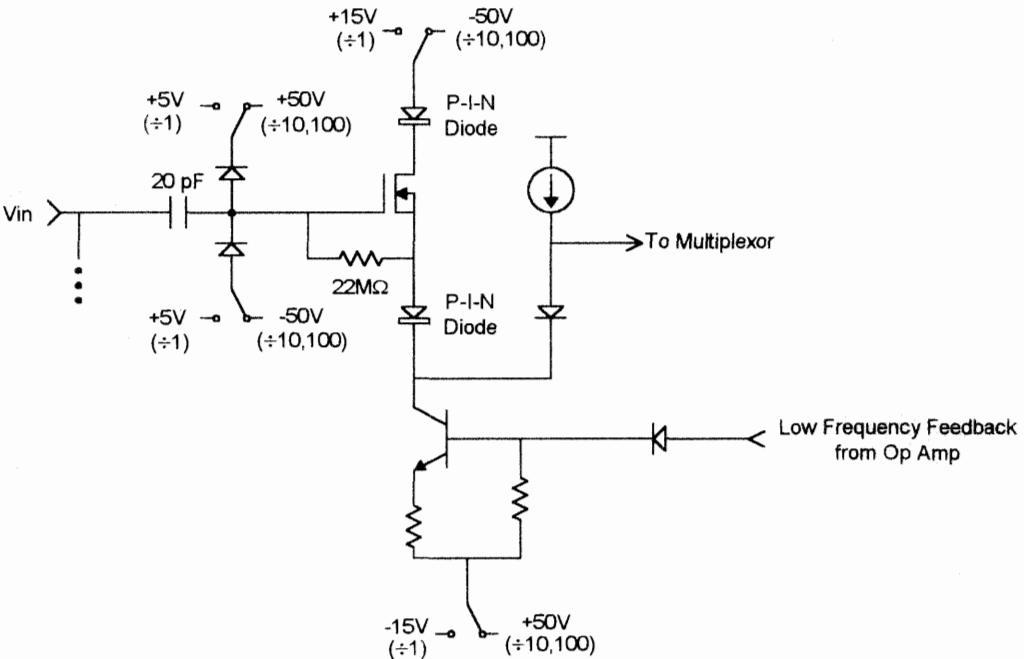 +15V
(÷1)
-50V
(÷10,100)
P-I-N
Diode
+5V
(÷1)
+50V
(÷10,100)
20 pF
Vin
To Multiplexor
22MΩ
P-I-N
Diode
+5V
(÷1)
-50V
(÷10,100)
Low Frequency Feedback
from Op Amp
-15V
(÷1)
+50V
(÷10,100)